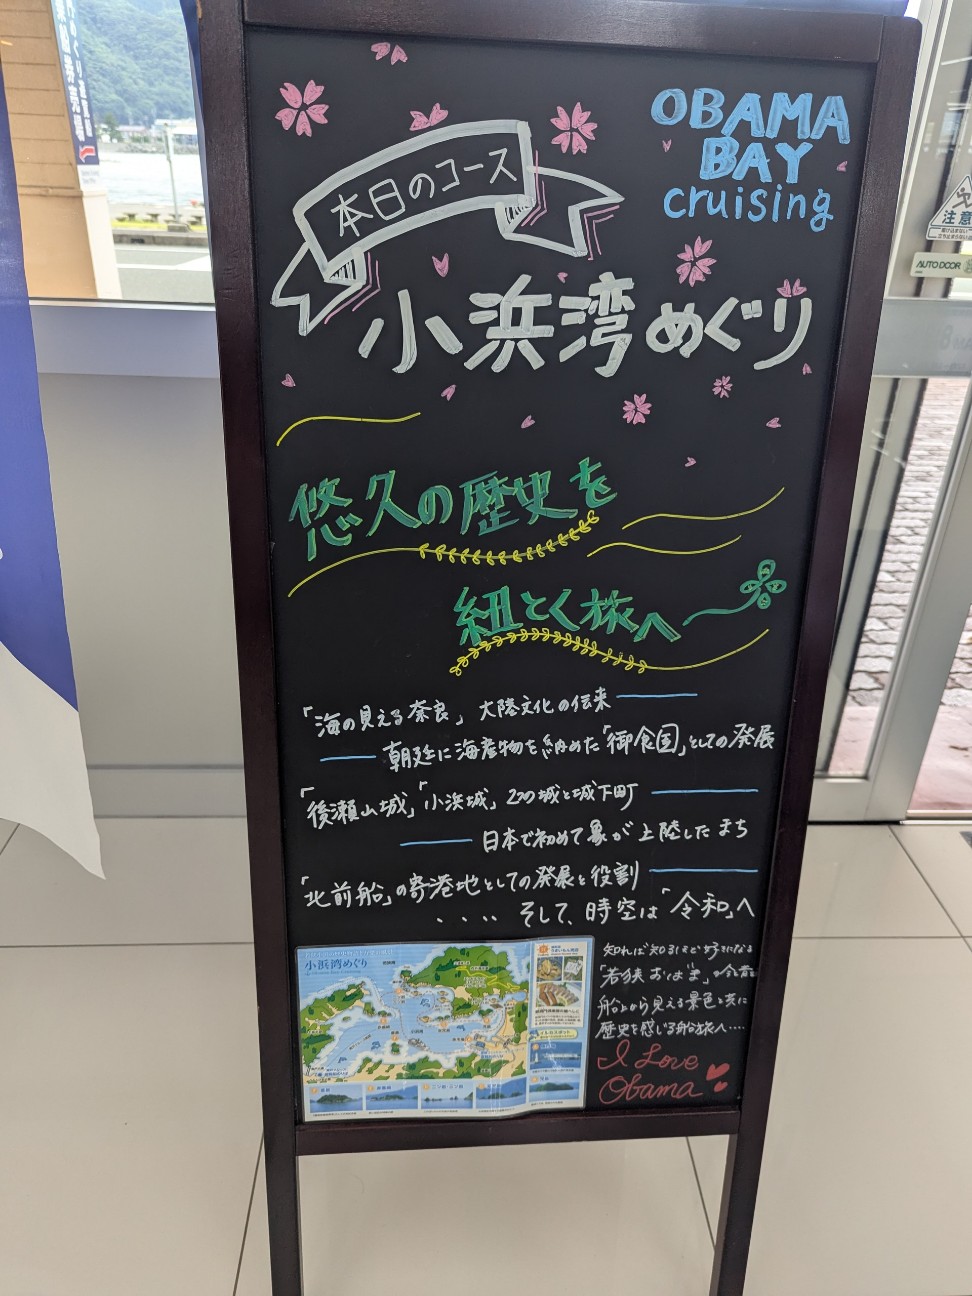 OBAMA
BAY
cruising
本日のコース
小浜湾めぐり
悠久の歴史を
紐とく旅へ
「海の見える奈良」大陸文化の伝来
朝廷に海産物を納めた「御食国」としての発展
「後瀬山城」「小浜城」2つの城と城下町
日本で初めて象が上陸したまち
「北前船」の寄港地としての発展と役割
・・・・そして、時空は「令和」へ
知れば知るほど好きになる
「若狭おばま」の今昔
船上から見える景色と共に
歴史を感じる船旅へ・・・・
I Love
Obama
小浜湾めぐり
注意
AUTO DOOR